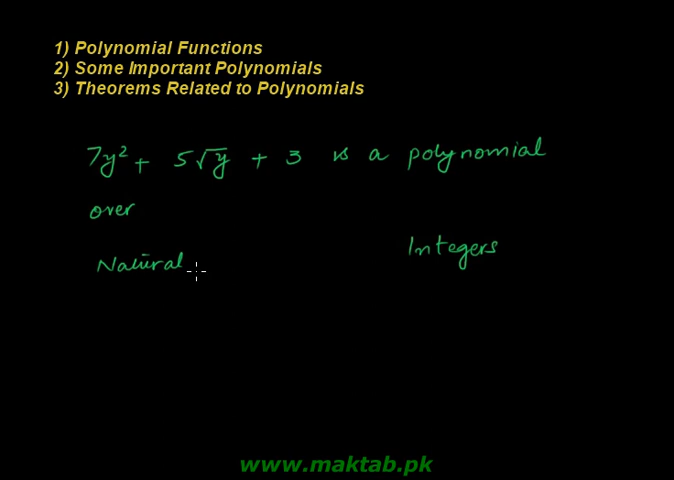 1) Polynomial Functions
2) Some Important Polynomials
3) Theorems Related to Polynomials
7y² + 5√y + 3 is a polynomial
over
Natural
Integers
www.maktab.pk